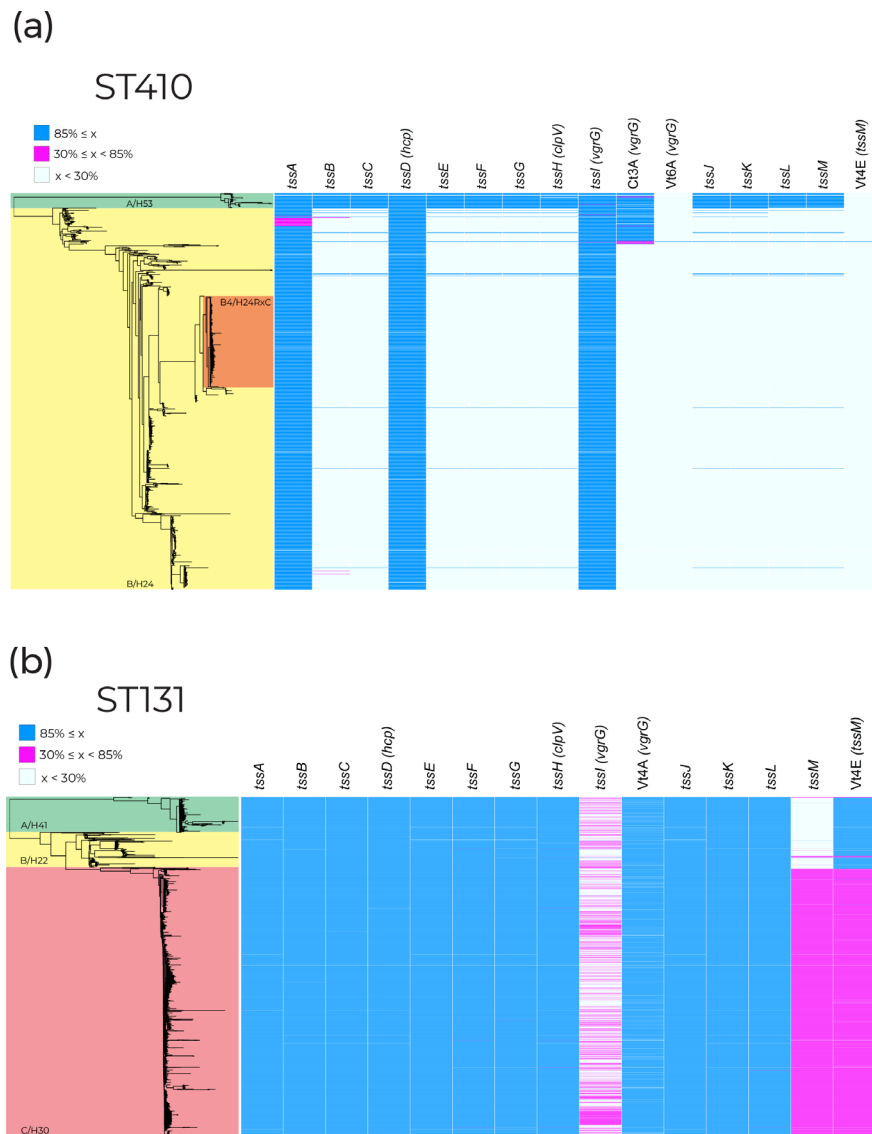 (a)
ST410
85% ≤ x
30% ≤ x < 85%
x < 30%
tssA
tssB
tssC
tssD (hcp)
tssE
tssF
tssG
tssH (clpV)
tssI (vgrG)
Ct3A (vgrG)
Vt6A (vgrG)
tssJ
tssK
tssL
tssM
Vt4E (tssM)
A/H53
B4/H24RxC
B/H24
(b)
ST131
85% ≤ x
30% ≤ x < 85%
x < 30%
tssA
tssB
tssC
tssD (hcp)
tssE
tssF
tssG
tssH (clpV)
tssI (vgrG)
Vt4A (vgrG)
tssJ
tssK
tssL
tssM
Vt4E (tssM)
A/H41
B/H22
C/H30